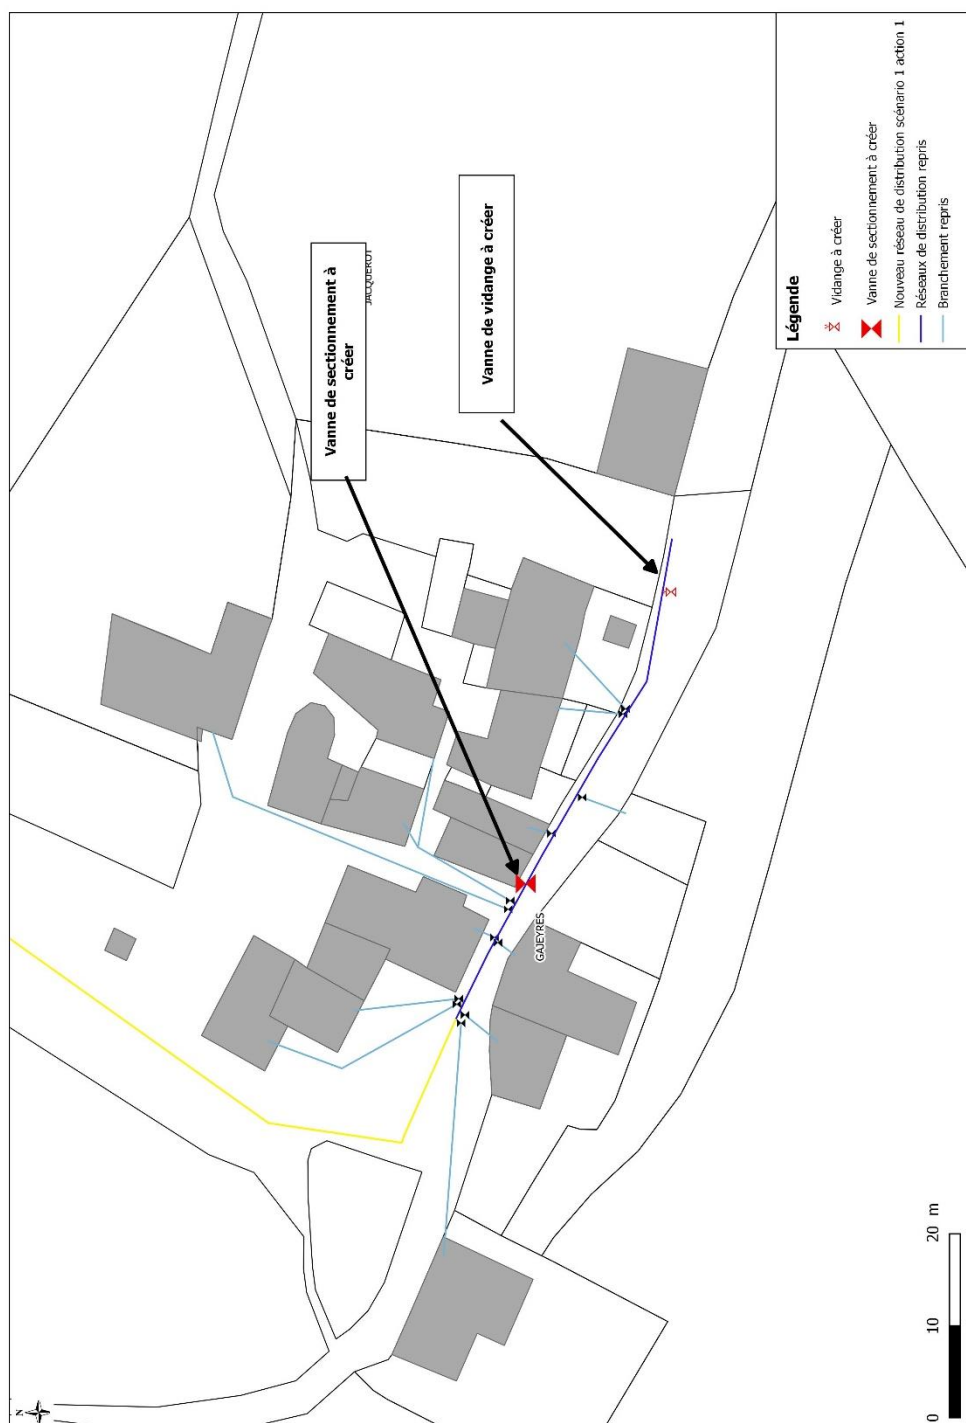 Vanne de sectionnement à
créer
JACQUEROT
Vanne de vidange à créer
GAJEYRES
Légende
Vidange à créer
Vanne de sectionnement à créer
Nouveau réseau de distribution scénario 1 action 1
Réseaux de distribution repris
Branchement repris
0 10 20 m
N